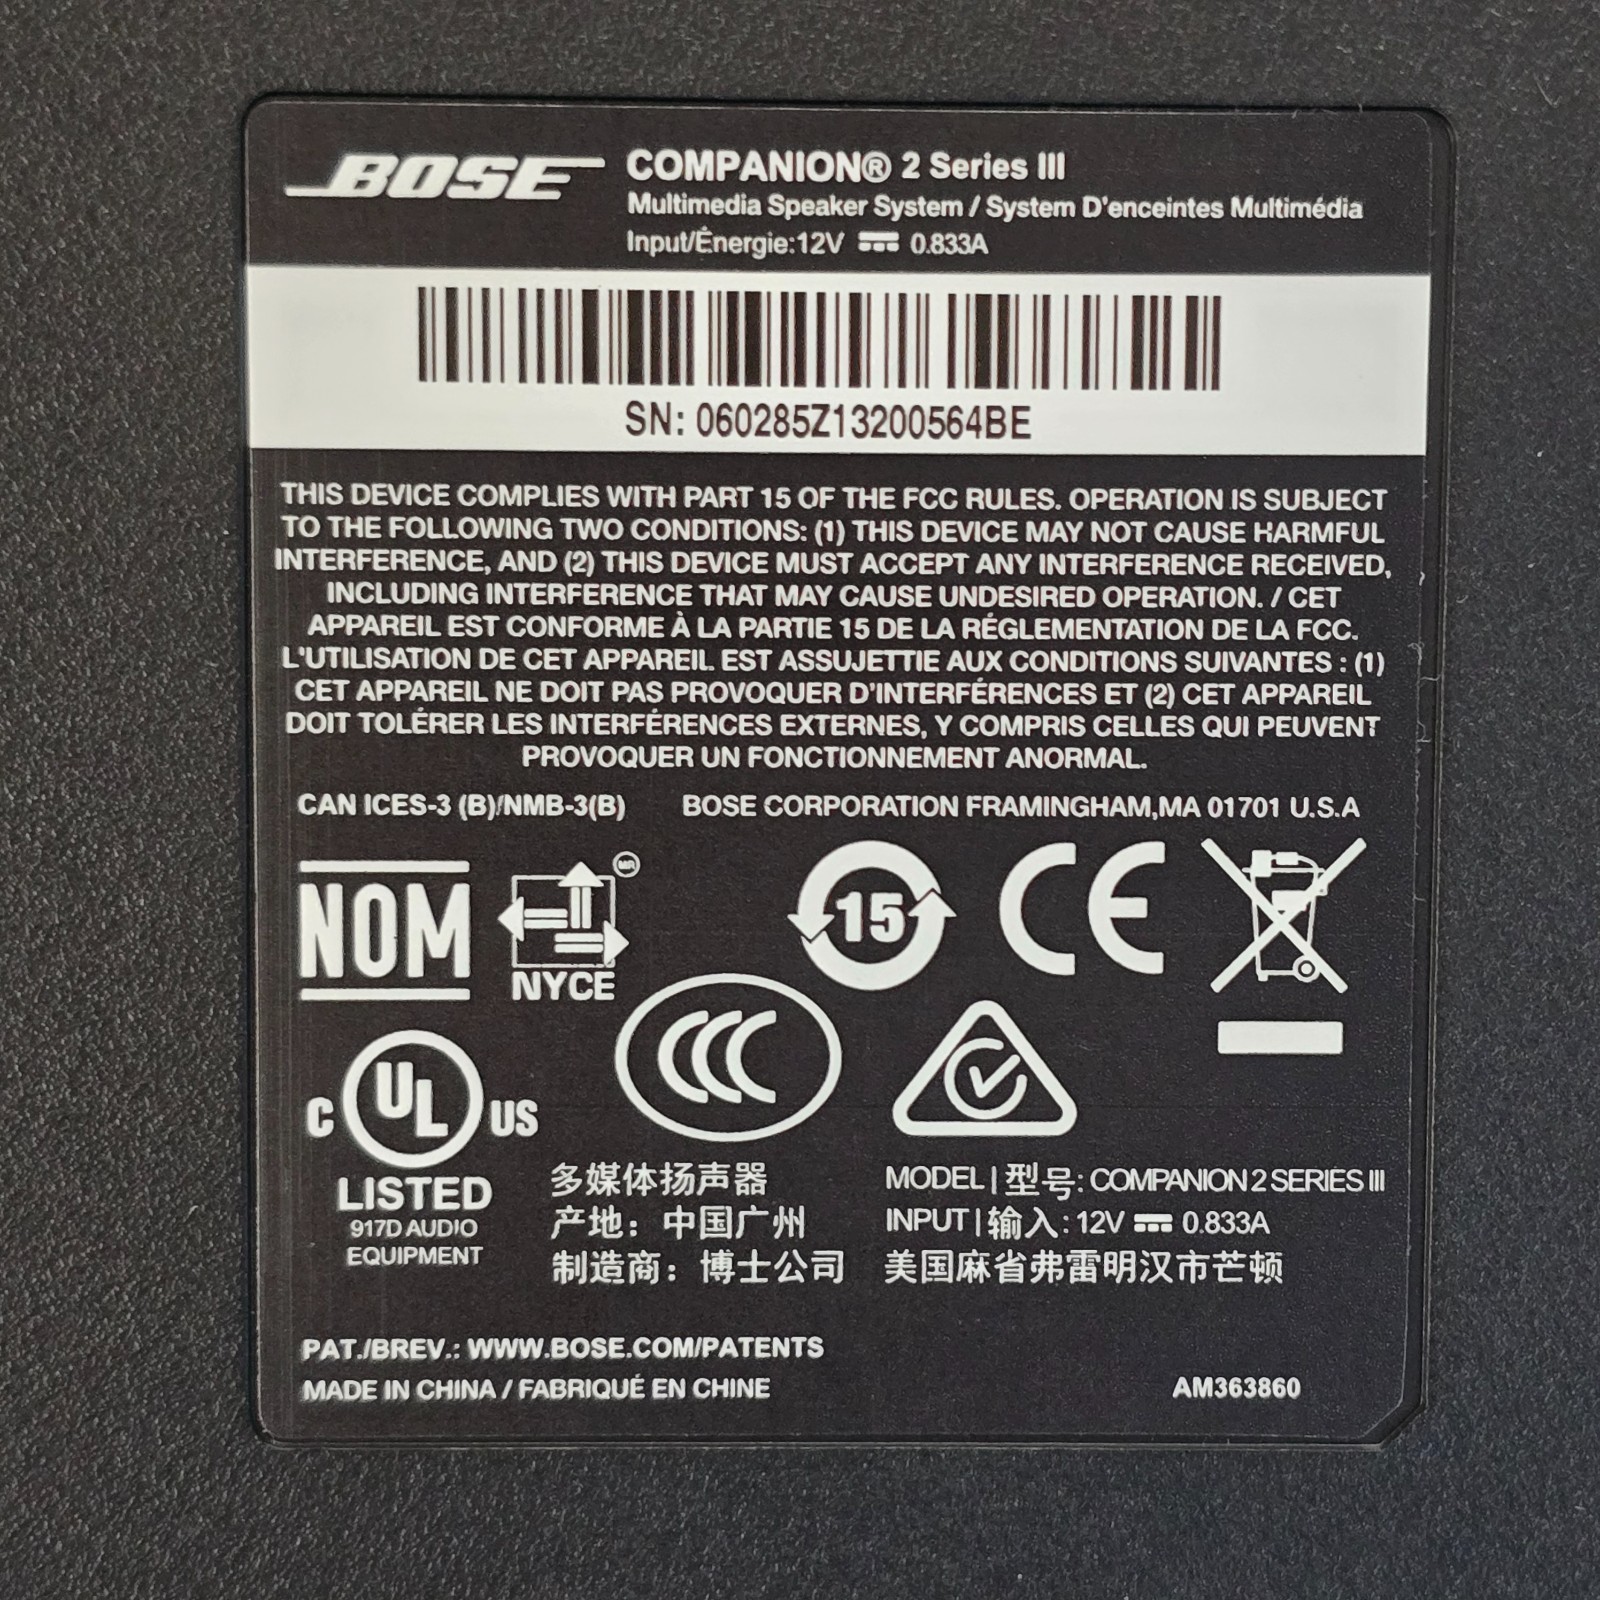 BOSE
COMPANION® 2 Series III
Multimedia Speaker System / System D'enceintes Multimédia
Input/Énergie:12V ⎓ 0.833A
SN: 060285Z13200564BE
THIS DEVICE COMPLIES WITH PART 15 OF THE FCC RULES. OPERATION IS SUBJECT
TO THE FOLLOWING TWO CONDITIONS: (1) THIS DEVICE MAY NOT CAUSE HARMFUL
INTERFERENCE, AND (2) THIS DEVICE MUST ACCEPT ANY INTERFERENCE RECEIVED,
INCLUDING INTERFERENCE THAT MAY CAUSE UNDESIRED OPERATION. / CET
APPAREIL EST CONFORME À LA PARTIE 15 DE LA RÉGLEMENTATION DE LA FCC.
L'UTILISATION DE CET APPAREIL EST ASSUJETTIE AUX CONDITIONS SUIVANTES : (1)
CET APPAREIL NE DOIT PAS PROVOQUER D'INTERFÉRENCES ET (2) CET APPAREIL
DOIT TOLÉRER LES INTERFÉRENCES EXTERNES, Y COMPRIS CELLES QUI PEUVENT
PROVOQUER UN FONCTIONNEMENT ANORMAL.
CAN ICES-3 (B)/NMB-3(B) BOSE CORPORATION FRAMINGHAM,MA 01701 U.S.A
NOM
MR
NYCE
15
CE
CCC
C UL US
LISTED
917D AUDIO
EQUIPMENT
多媒体扬声器
产地：中国广州
制造商：博士公司
MODEL | 型号: COMPANION 2 SERIES III
INPUT | 输入: 12V ⎓ 0.833A
美国麻省弗雷明汉市芒顿
PAT./BREV.: WWW.BOSE.COM/PATENTS
MADE IN CHINA / FABRIQUÉ EN CHINE
AM363860